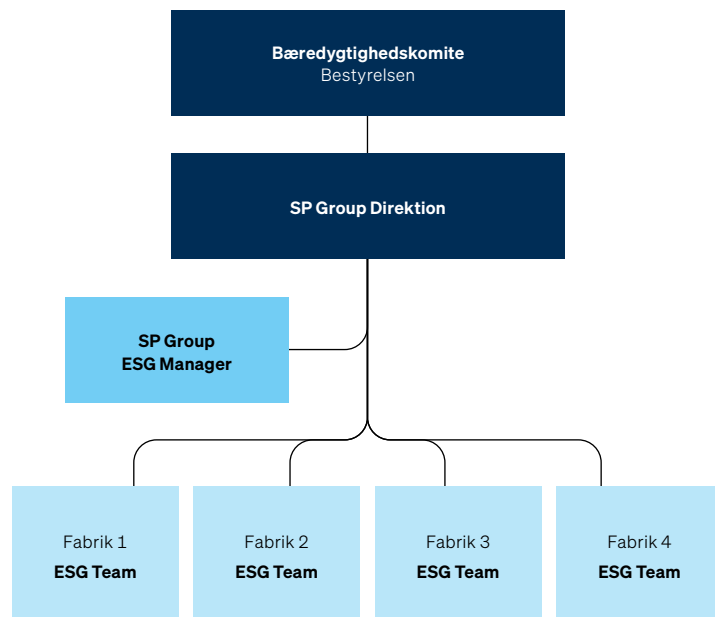 Bæredygtighedskomite
Bestyrelsen
SP Group Direktion
SP Group
ESG Manager
Fabrik 1
ESG Team
Fabrik 2
ESG Team
Fabrik 3
ESG Team
Fabrik 4
ESG Team